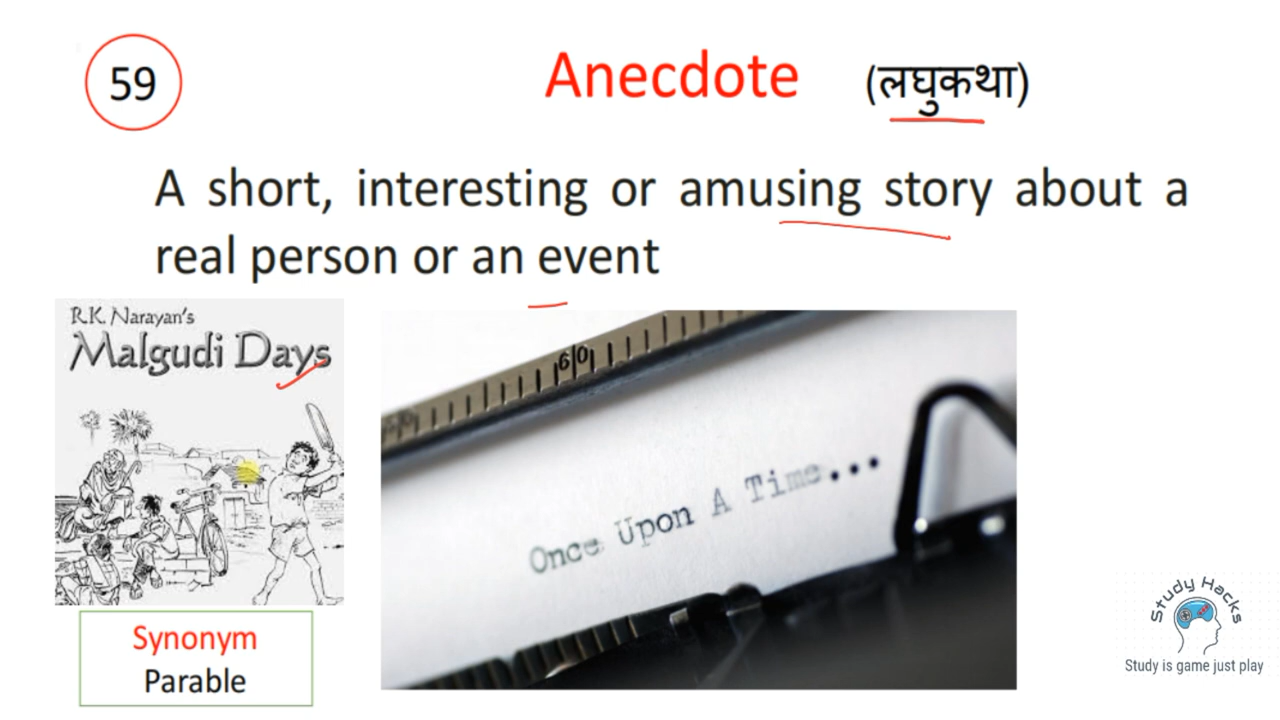 59
Anecdote (लघुकथा)
A short, interesting or amusing story about a
real person or an event
R.K. Narayan's
Malgudi Days
60
Once Upon A Time...
Synonym
Parable
Study Hacks
Study is game just play